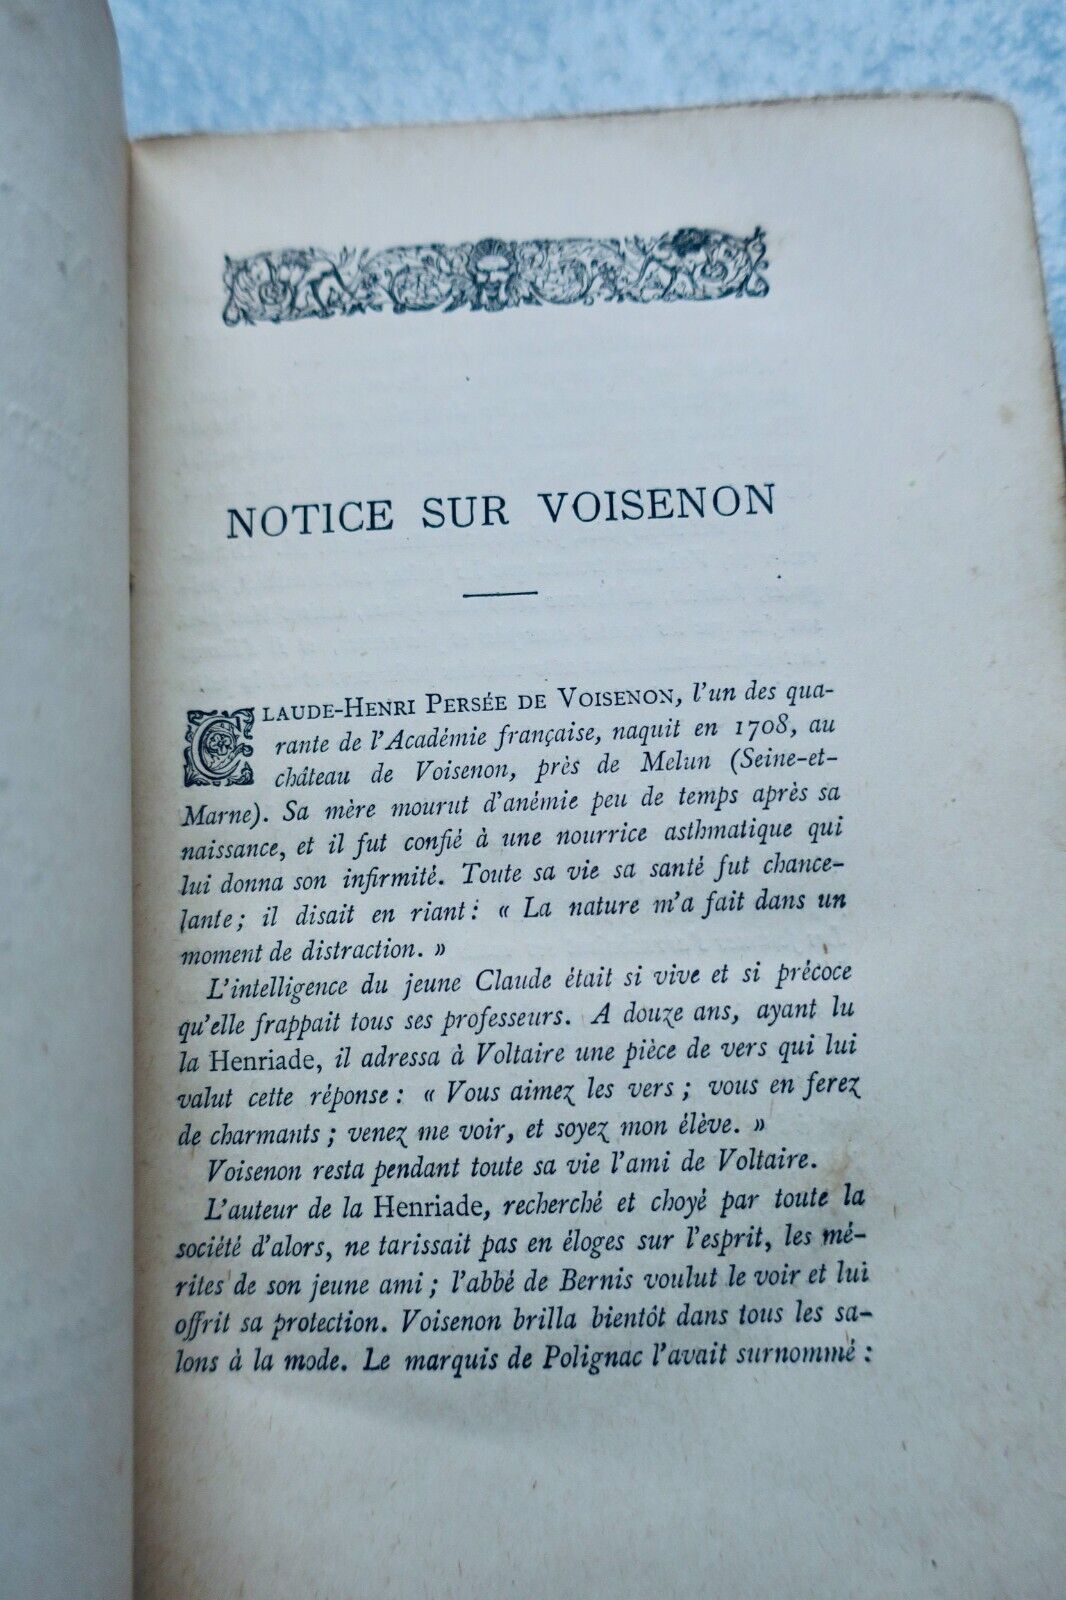 NOTICE SUR VOISENON
CLAUDE-HENRI PERSÉE DE VOISENON, l'un des qua-
rante de l'Académie française, naquit en 1708, au
château de Voisenon, près de Melun (Seine-et-
Marne). Sa mère mourut d'anémie peu de temps après sa
naissance, et il fut confié à une nourrice asthmatique qui
lui donna son infirmité. Toute sa vie sa santé fut chance-
lante; il disait en riant : « La nature m'a fait dans un
moment de distraction. »
L'intelligence du jeune Claude était si vive et si précoce
qu'elle frappait tous ses professeurs. A douze ans, ayant lu
la Henriade, il adressa à Voltaire une pièce de vers qui lui
valut cette réponse : « Vous aimez les vers ; vous en ferez
de charmants ; venez me voir, et soyez mon élève. »
Voisenon resta pendant toute sa vie l'ami de Voltaire.
L'auteur de la Henriade, recherché et choyé par toute la
société d'alors, ne tarissait pas en éloges sur l'esprit, les mé-
rites de son jeune ami ; l'abbé de Bernis voulut le voir et lui
offrit sa protection. Voisenon brilla bientôt dans tous les sa-
lons à la mode. Le marquis de Polignac l'avait surnommé :